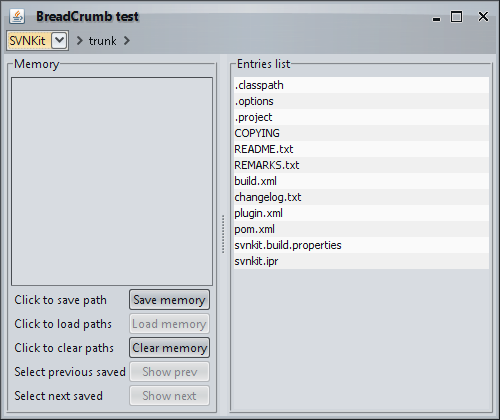 BreadCrumb test
SVNKit trunk
Memory
Click to save path Save memory
Click to load paths Load memory
Click to clear paths Clear memory
Select previous saved Show prev
Select next saved Show next
Entries list
.classpath
.options
.project
COPYING
README.txt
REMARKS.txt
build.xml
changelog.txt
plugin.xml
pom.xml
svnkit.build.properties
svnkit.ipr